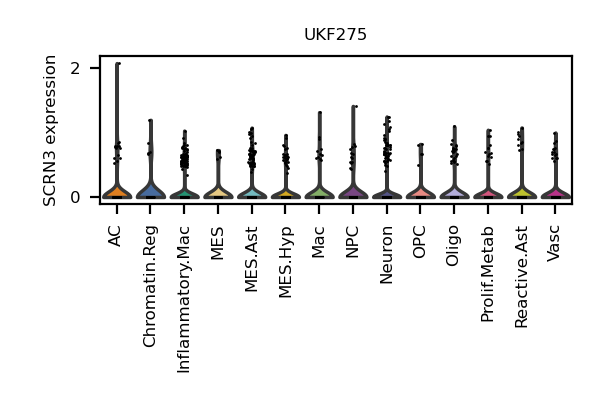 UKF275
SCRN3 expression
2
0
AC
Chromatin.Reg
Inflammatory.Mac
MES
MES.Ast
MES.Hyp
Mac
NPC
Neuron
OPC
Oligo
Prolif.Metab
Reactive.Ast
Vasc